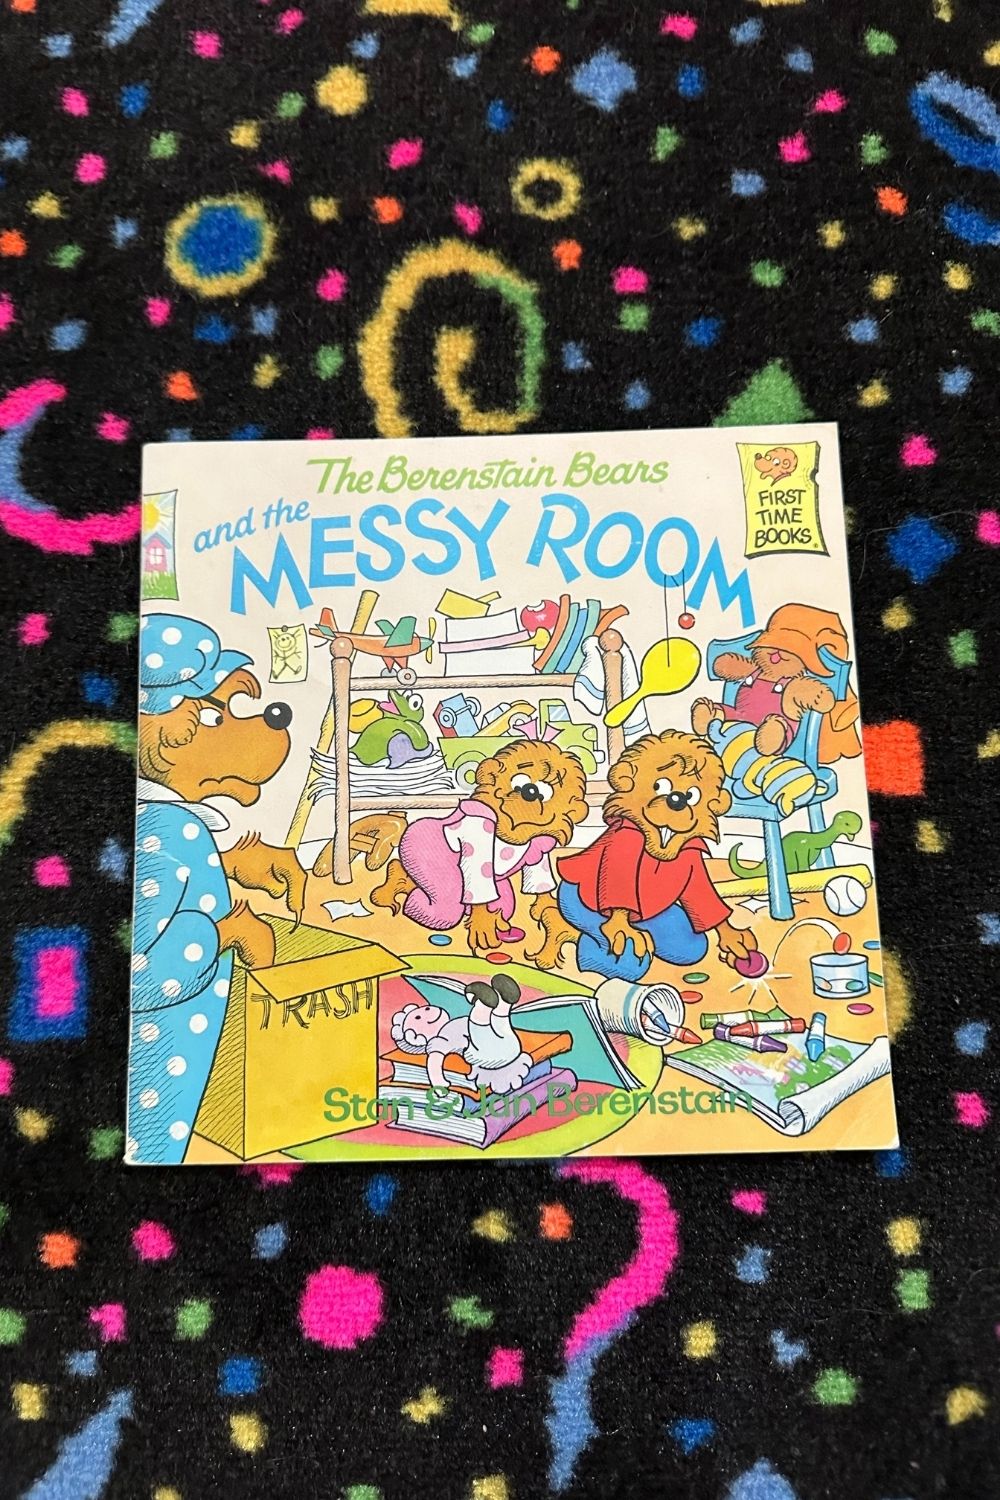 The Berenstain Bears
and the
MESSY ROOM
FIRST
TIME
BOOKS®
TRASH
Stan & Jan Berenstain